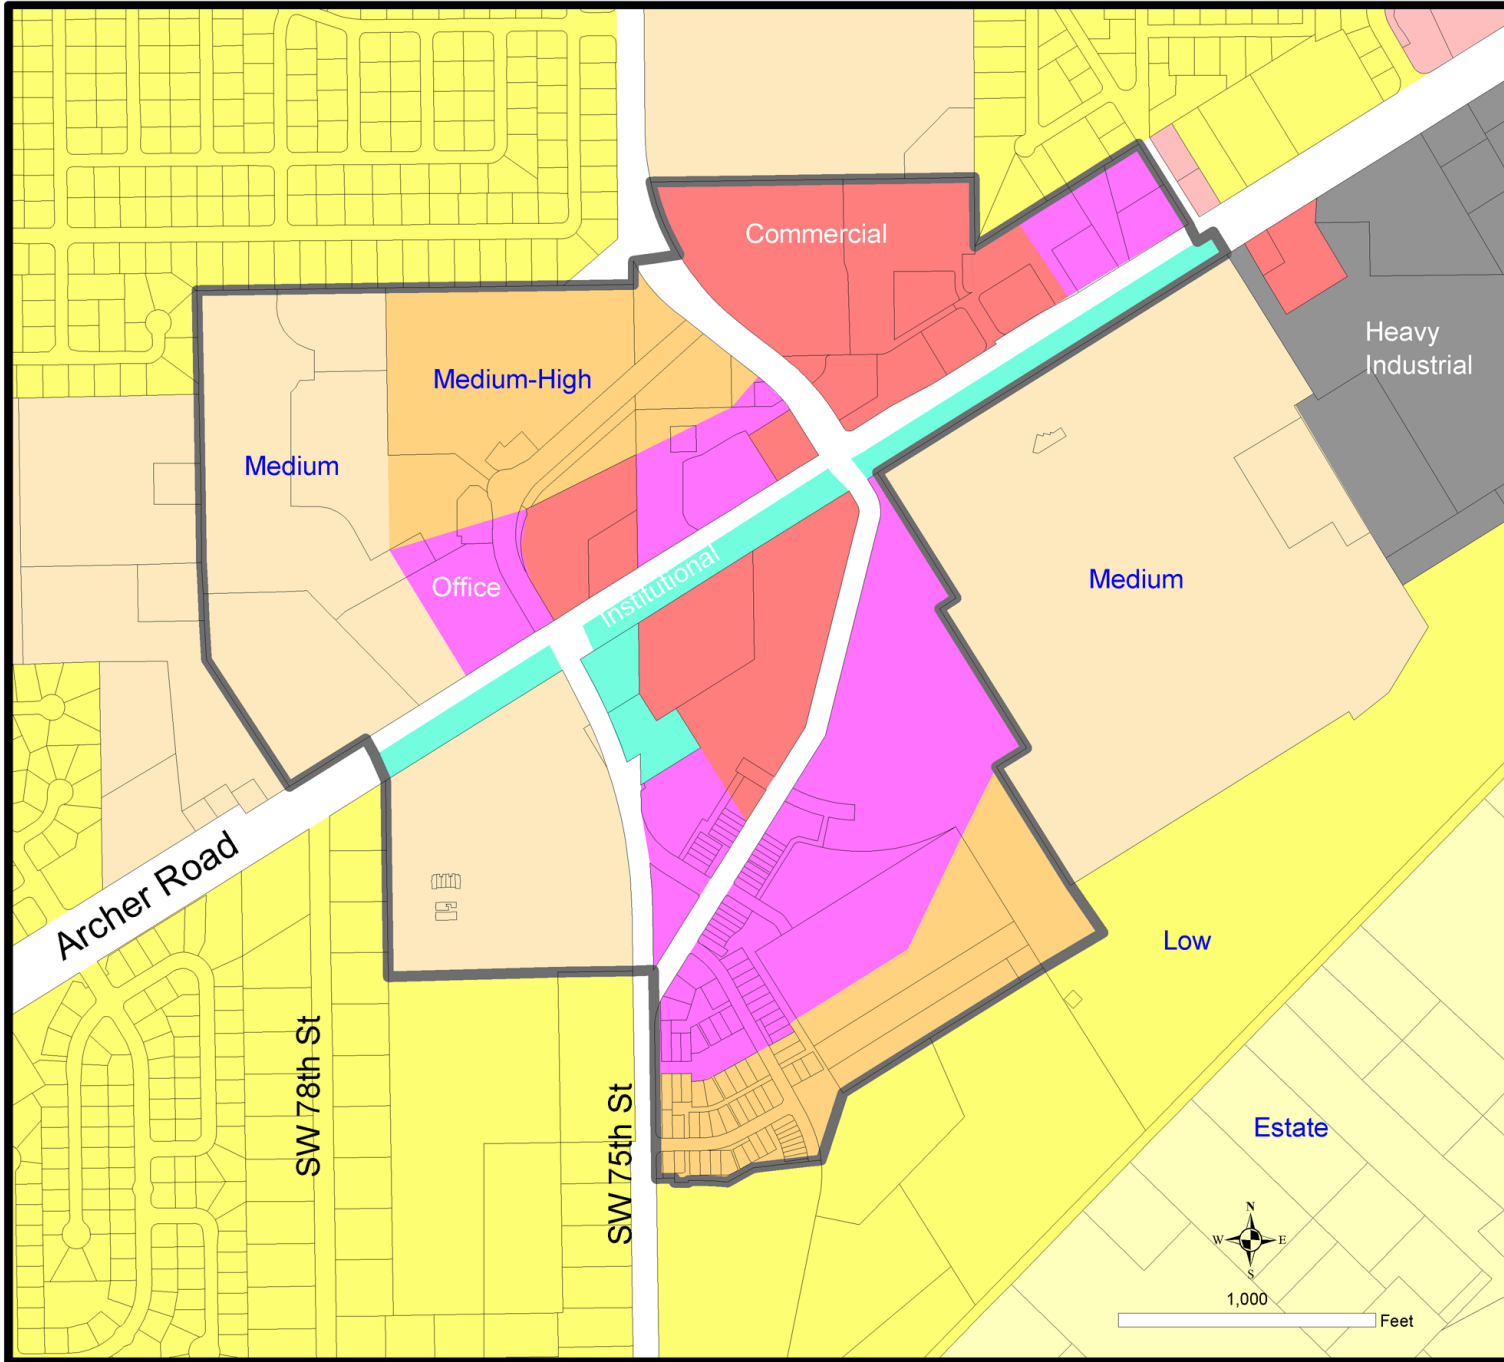 Commercial
Heavy
Industrial
Medium-High
Medium
Institutional
Office
Medium
Archer Road
Low
SW 78th St
SW 75th St
Estate
N
W E
S
1,000
Feet